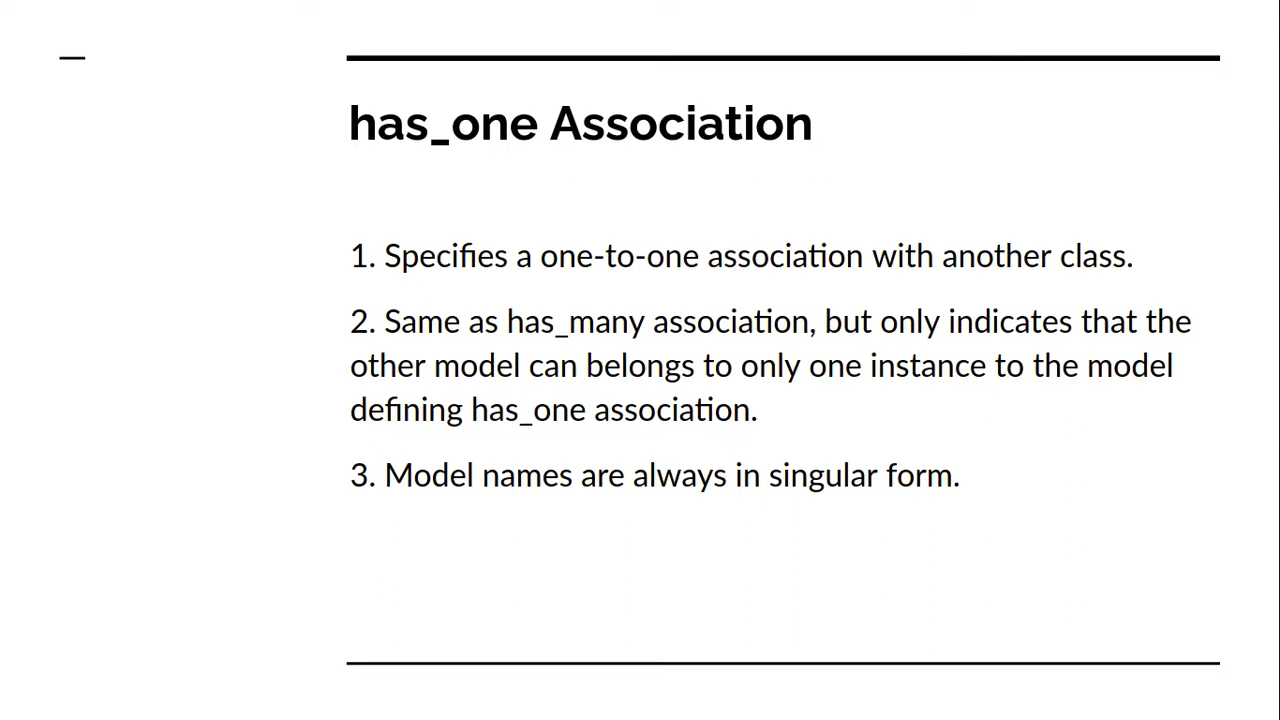 has_one Association
1. Specifies a one-to-one association with another class.
2. Same as has_many association, but only indicates that the
other model can belongs to only one instance to the model
defining has_one association.
3. Model names are always in singular form.